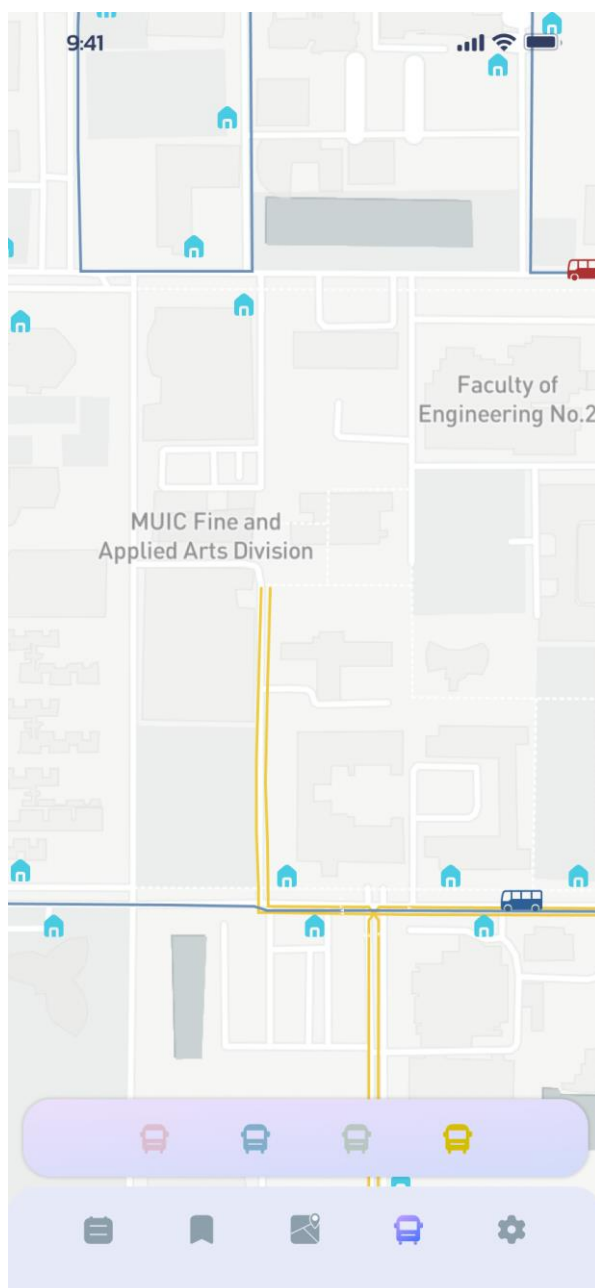 9:41
Faculty of
Engineering No.2
MUIC Fine and
Applied Arts Division